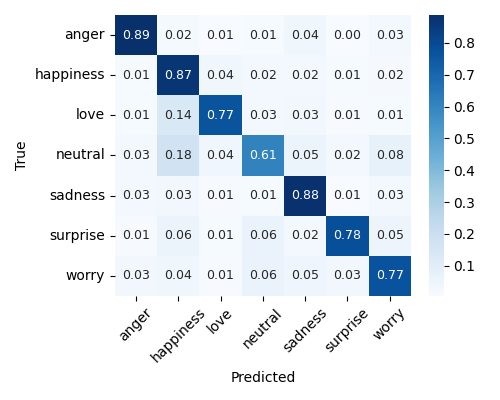 anger 0.89 0.02 0.01 0.01 0.04 0.00 0.03
happiness 0.01 0.87 0.04 0.02 0.02 0.01 0.02
love 0.01 0.14 0.77 0.03 0.03 0.01 0.01
neutral 0.03 0.18 0.04 0.61 0.05 0.02 0.08
sadness 0.03 0.03 0.01 0.01 0.88 0.01 0.03
surprise 0.01 0.06 0.01 0.06 0.02 0.78 0.05
worry 0.03 0.04 0.01 0.06 0.05 0.03 0.77
True
anger happiness love neutral sadness surprise worry
Predicted
0.8
0.7
0.6
0.5
0.4
0.3
0.2
0.1